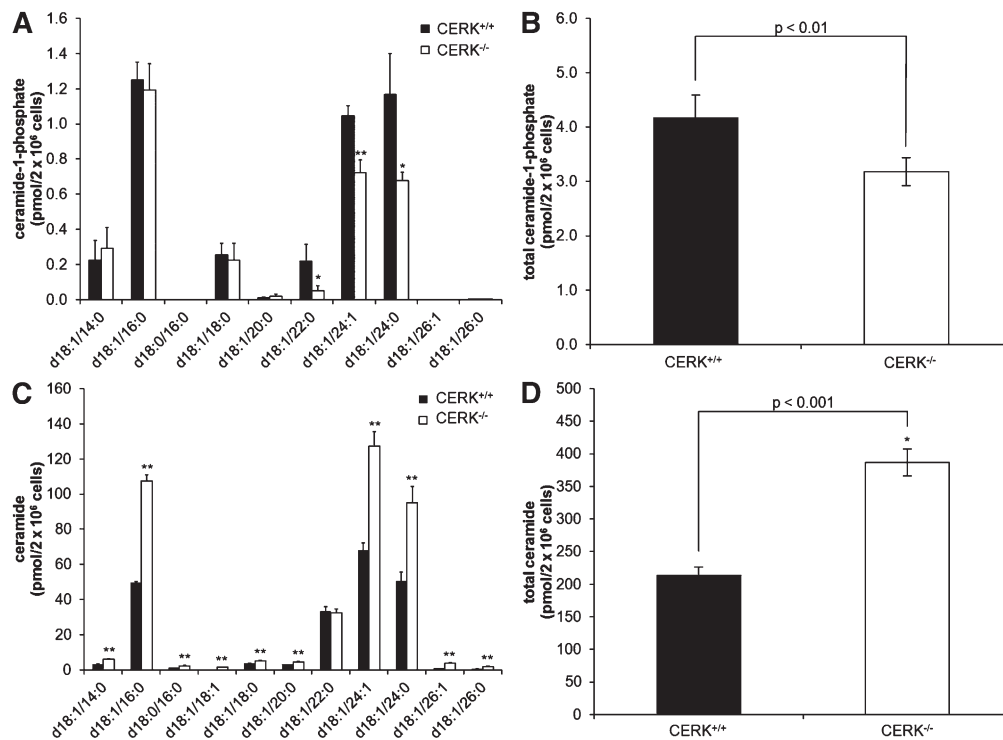 A
ceramide-1-phosphate
(pmol/2 x 10⁶ cells)
1.6
1.4
1.2
1.0
0.8
0.6
0.4
0.2
0.0
CERK⁺/⁺
CERK⁻/⁻
**
*
*
d18:1/14:0
d18:1/16:0
d18:0/16:0
d18:1/18:0
d18:1/20:0
d18:1/22:0
d18:1/24:1
d18:1/24:0
d18:1/26:1
d18:1/26:0
B
total ceramide-1-phosphate
(pmol/2 x 10⁶ cells)
6.0
5.0
4.0
3.0
2.0
1.0
0.0
p < 0.01
CERK⁺/⁺
CERK⁻/⁻
C
ceramide
(pmol/2 x 10⁶ cells)
160
140
120
100
80
60
40
20
0
CERK⁺/⁺
CERK⁻/⁻
**
**
**
**
**
**
**
**
**
**
d18:1/14:0
d18:1/16:0
d18:0/16:0
d18:1/18:1
d18:1/18:0
d18:1/20:0
d18:1/22:0
d18:1/24:1
d18:1/24:0
d18:1/26:1
d18:1/26:0
D
total ceramide
(pmol/2 x 10⁶ cells)
500
450
400
350
300
250
200
150
100
50
0
p < 0.001
*
CERK⁺/⁺
CERK⁻/⁻